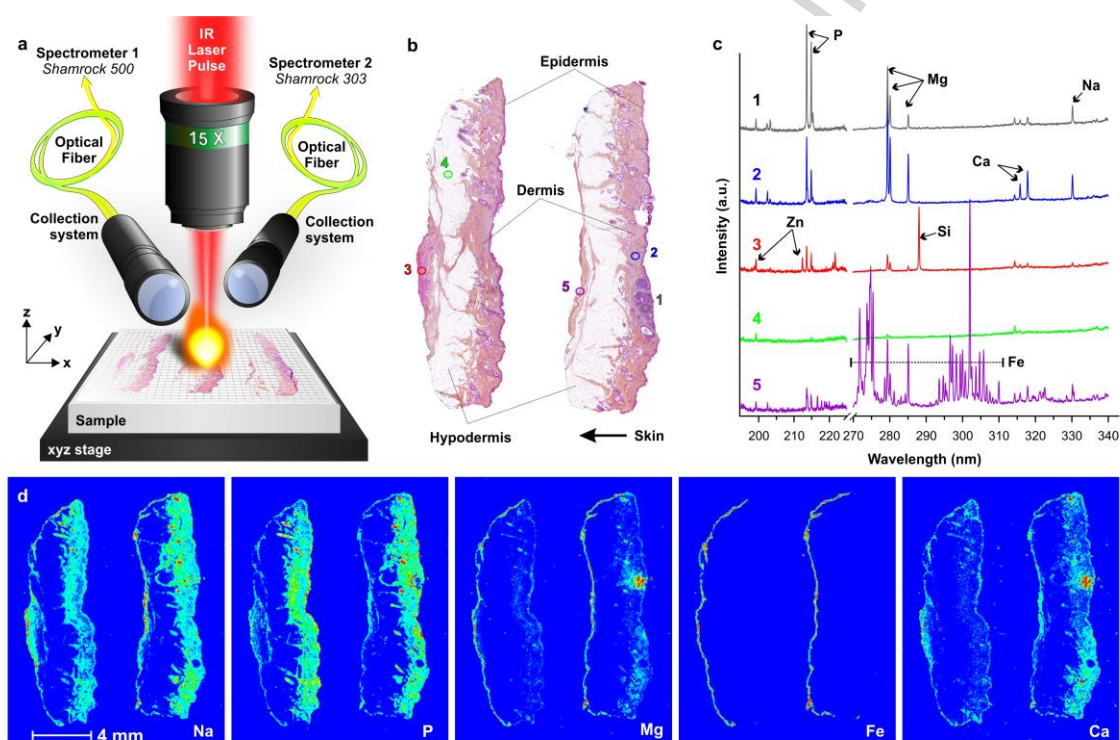 a
IR
Laser
Pulse
Spectrometer 1
Shamrock 500
Spectrometer 2
Shamrock 303
15 X
Optical
Fiber
Optical
Fiber
Collection
system
Collection
system
z
y
x
Sample
xyz stage
b
Epidermis
4
Dermis
3
2
5
1
Hypodermis
Skin
c
P
Mg
Na
1
Ca
2
Zn
Si
3
4
Fe
5
Intensity (a.u.)
200
210
220
270
280
290
300
310
320
330
340
Wavelength (nm)
d
4 mm
Na
P
Mg
Fe
Ca